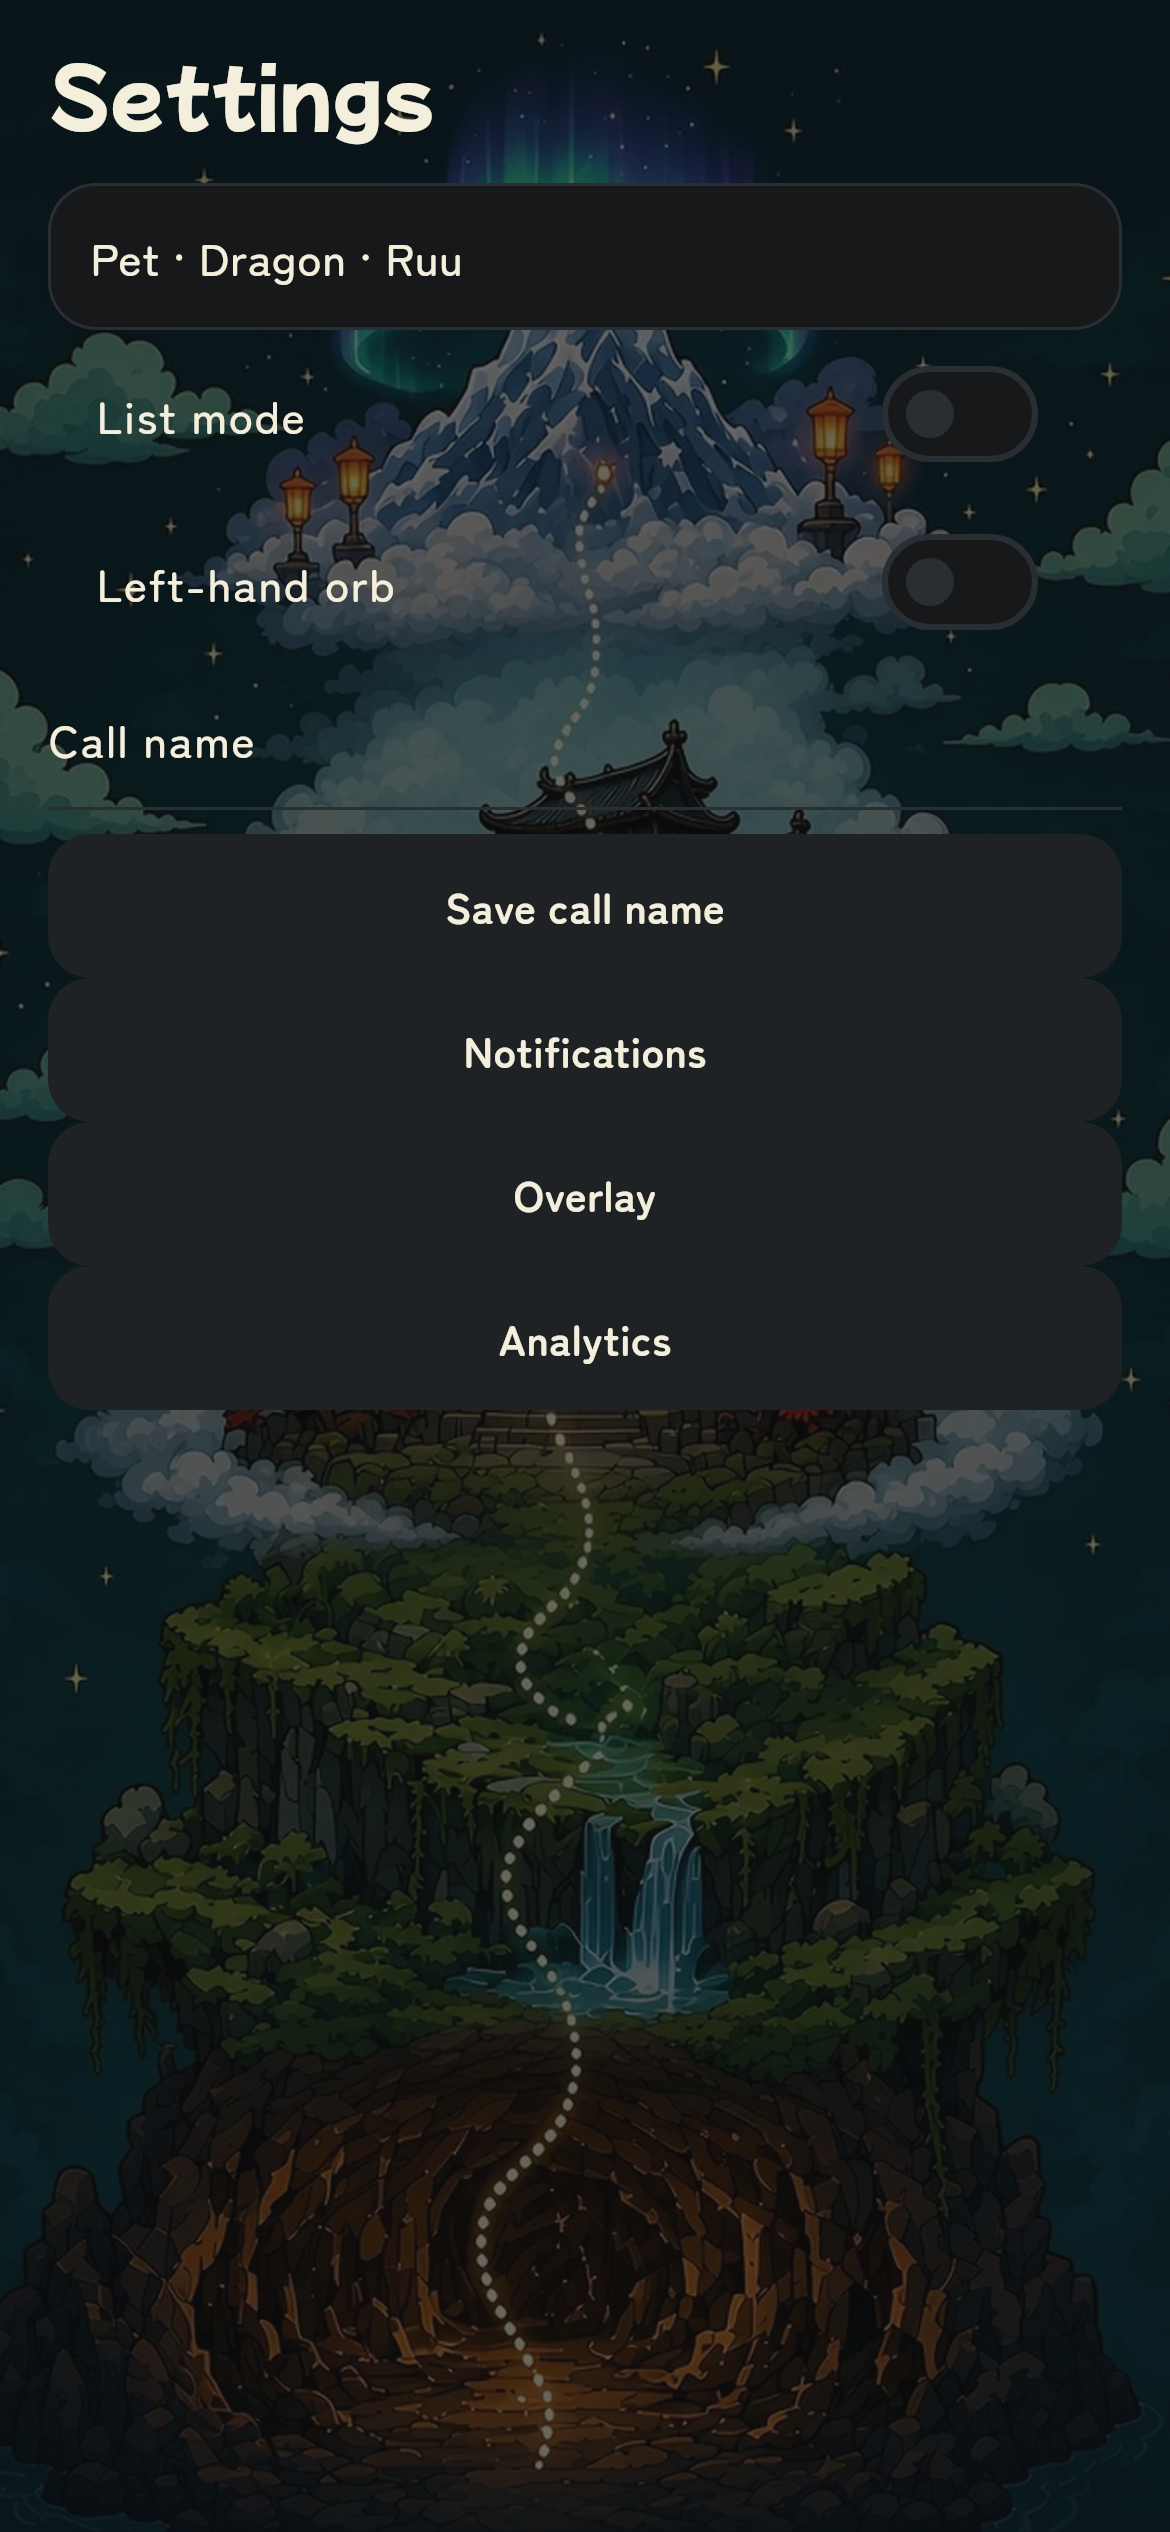 Settings
Pet · Dragon · Ruu
List mode
Left-hand orb
Call name
Save call name
Notifications
Overlay
Analytics